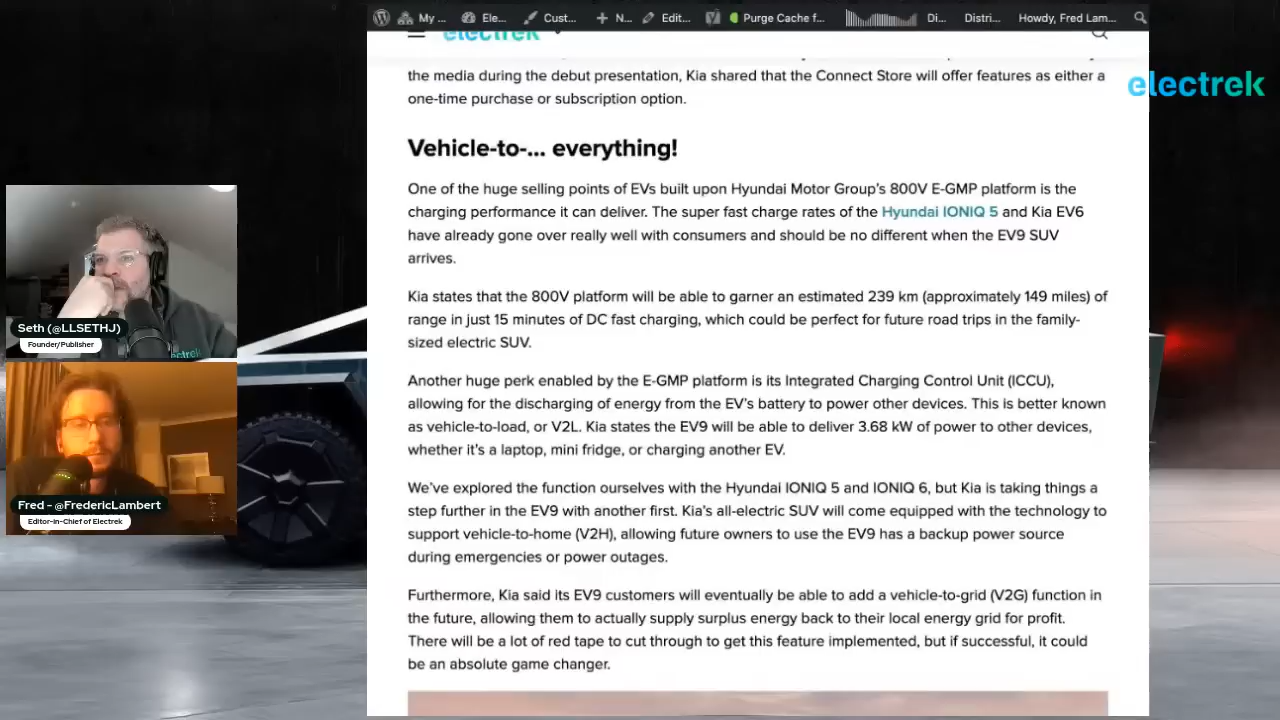 My ...
Ele...
Cust...
N...
Edit...
Purge Cache f...
Di...
Distri...
Howdy, Fred Lam...
electrek
the media during the debut presentation, Kia shared that the Connect Store will offer features as either a
one-time purchase or subscription option.
electrek
Vehicle-to-... everything!
One of the huge selling points of EVs built upon Hyundai Motor Group's 800V E-GMP platform is the
charging performance it can deliver. The super fast charge rates of the Hyundai IONIQ 5 and Kia EV6
have already gone over really well with consumers and should be no different when the EV9 SUV
arrives.
Kia states that the 800V platform will be able to garner an estimated 239 km (approximately 149 miles) of
range in just 15 minutes of DC fast charging, which could be perfect for future road trips in the family-
sized electric SUV.
Another huge perk enabled by the E-GMP platform is its Integrated Charging Control Unit (ICCU),
allowing for the discharging of energy from the EV's battery to power other devices. This is better known
as vehicle-to-load, or V2L. Kia states the EV9 will be able to deliver 3.68 kW of power to other devices,
whether it's a laptop, mini fridge, or charging another EV.
We've explored the function ourselves with the Hyundai IONIQ 5 and IONIQ 6, but Kia is taking things a
step further in the EV9 with another first. Kia's all-electric SUV will come equipped with the technology to
support vehicle-to-home (V2H), allowing future owners to use the EV9 has a backup power source
during emergencies or power outages.
Furthermore, Kia said its EV9 customers will eventually be able to add a vehicle-to-grid (V2G) function in
the future, allowing them to actually supply surplus energy back to their local energy grid for profit.
There will be a lot of red tape to cut through to get this feature implemented, but if successful, it could
be an absolute game changer.
Seth (@LLSETHJ)
Founder/Publisher
Fred - @FredericLambert
Editor-in-Chief of Electrek